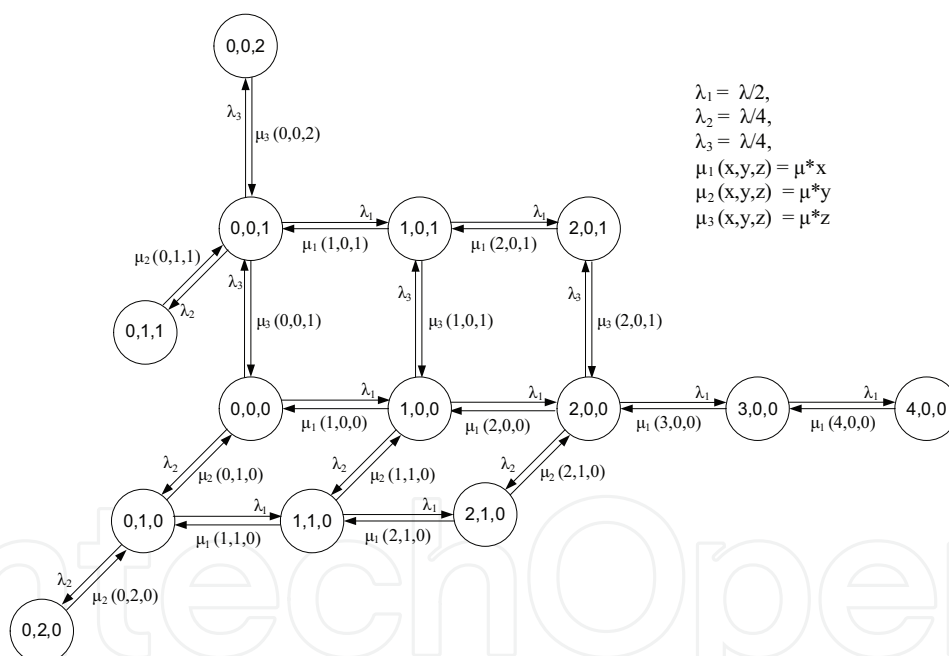 0,0,2
λ₁ = λ/2,
λ₂ = λ/4,
λ₃ = λ/4,
μ₁ (x,y,z) = μ*x
μ₂ (x,y,z) = μ*y
μ₃ (x,y,z) = μ*z
λ₃
μ₃ (0,0,2)
0,0,1
λ₁
μ₁ (1,0,1)
1,0,1
λ₁
μ₁ (2,0,1)
2,0,1
μ₂ (0,1,1)
λ₂
0,1,1
λ₃
μ₃ (0,0,1)
λ₃
μ₃ (1,0,1)
λ₃
μ₃ (2,0,1)
0,0,0
λ₁
μ₁ (1,0,0)
1,0,0
λ₁
μ₁ (2,0,0)
2,0,0
λ₁
μ₁ (3,0,0)
3,0,0
λ₁
μ₁ (4,0,0)
4,0,0
λ₂
μ₂ (0,1,0)
λ₂
μ₂ (1,1,0)
λ₂
μ₂ (2,1,0)
0,1,0
λ₁
μ₁ (1,1,0)
1,1,0
λ₁
μ₁ (2,1,0)
2,1,0
λ₂
μ₂ (0,2,0)
0,2,0
ntechOpe